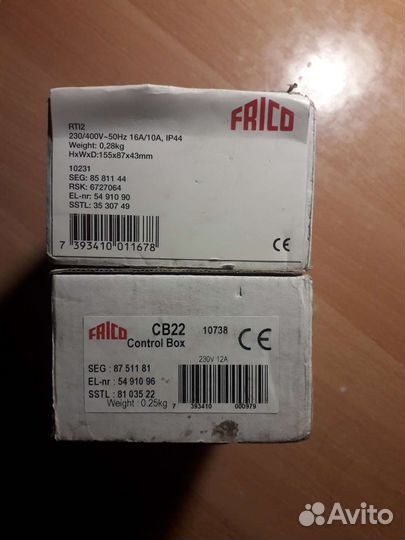 FRICO
RTI2
230/400V~50Hz 16A/10A, IP44
Weight: 0,28kg
HxWxD:155x87x43mm
10231
SEG: 85 811 44
RSK: 6727064
EL-nr: 54 910 90
SSTL: 35 307 49
7 393410 011678
CE
FRICO
CB22 10738
Control Box
CE
230V 12A
SEG : 87 511 81
EL-nr : 54 910 96
SSTL : 81 035 22
Weight : 0.25kg
7 393410 000979
Avito